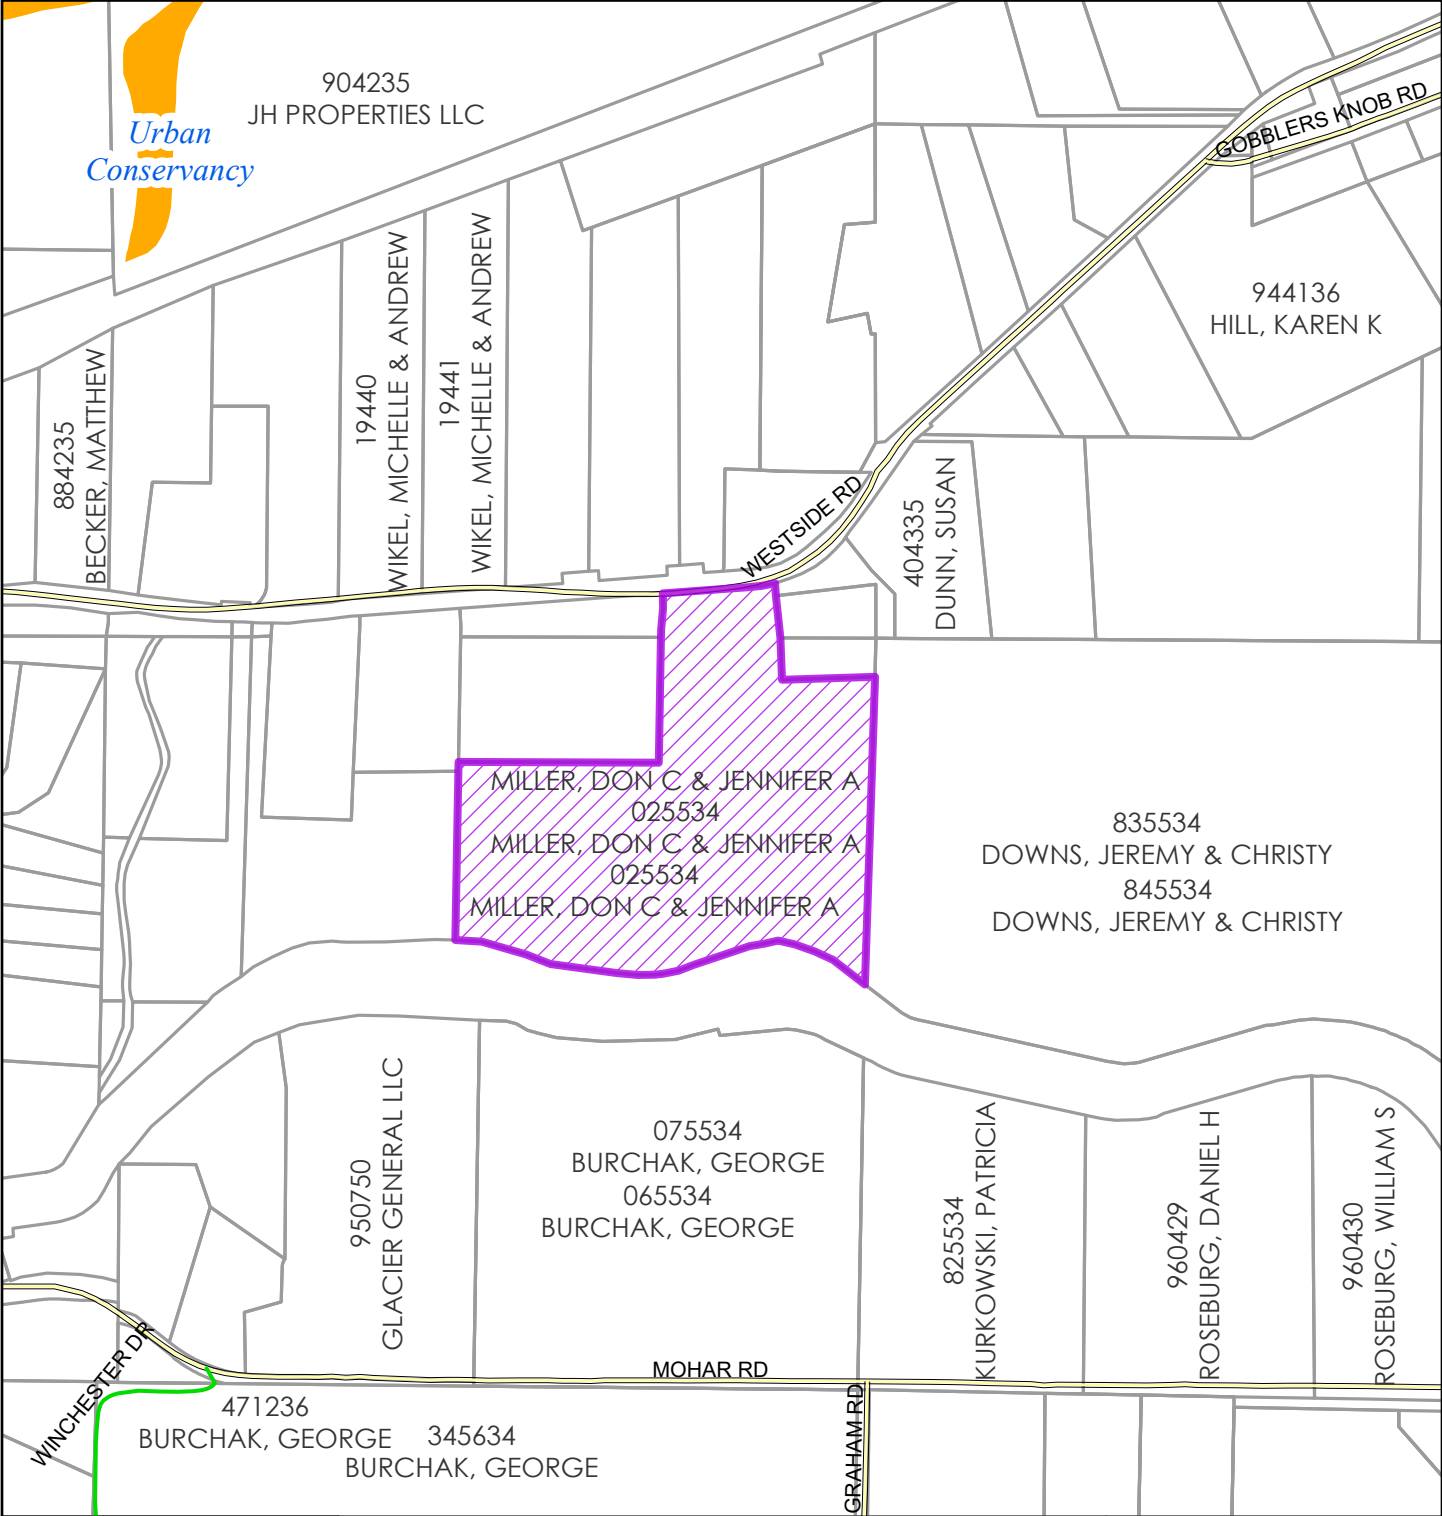 904235
JH PROPERTIES LLC
Urban
Conservancy
GOBBLERS KNOB RD
944136
HILL, KAREN K
884235
BECKER, MATTHEW
19440
WIKEL, MICHELLE & ANDREW
19441
WIKEL, MICHELLE & ANDREW
WESTSIDE RD
404335
DUNN, SUSAN
MILLER, DON C & JENNIFER A
025534
MILLER, DON C & JENNIFER A
025534
MILLER, DON C & JENNIFER A
835534
DOWNS, JEREMY & CHRISTY
845534
DOWNS, JEREMY & CHRISTY
950750
GLACIER GENERAL LLC
075534
BURCHAK, GEORGE
065534
BURCHAK, GEORGE
825534
KURKOWSKI, PATRICIA
960429
ROSEBURG, DANIEL H
960430
ROSEBURG, WILLIAM S
WINCHESTER DR
MOHAR RD
GRAHAM RD
471236
BURCHAK, GEORGE
345634
BURCHAK, GEORGE